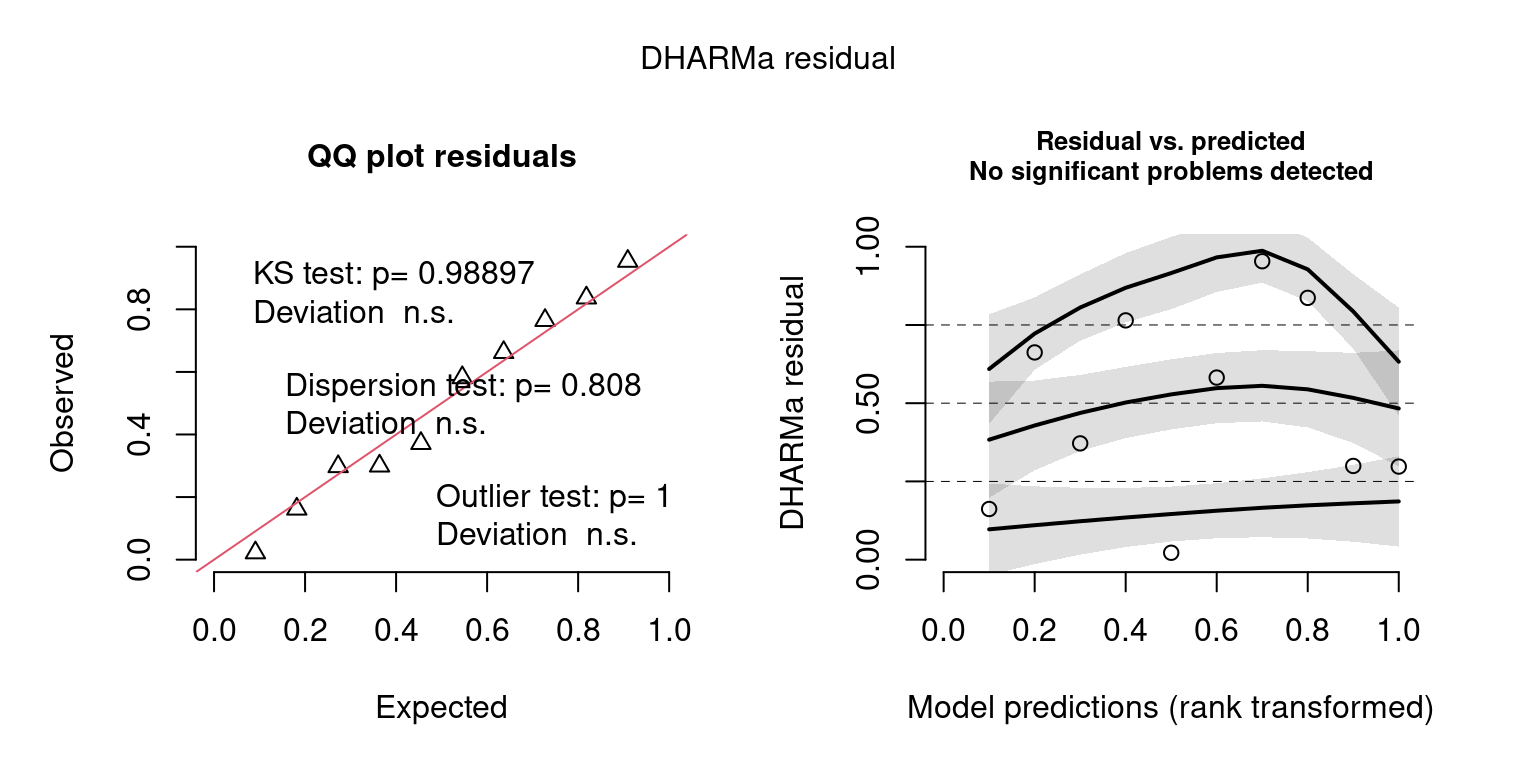 DHARMa residual
QQ plot residuals
KS test: p= 0.98897
Deviation  n.s.
Dispersion test: p= 0.808
Deviation  n.s.
Outlier test: p= 1
Deviation  n.s.
Observed
0.0 0.4 0.8
0.0 0.2 0.4 0.6 0.8 1.0
Expected
Residual vs. predicted
No significant problems detected
DHARMa residual
0.00 0.50 1.00
0.0 0.2 0.4 0.6 0.8 1.0
Model predictions (rank transformed)